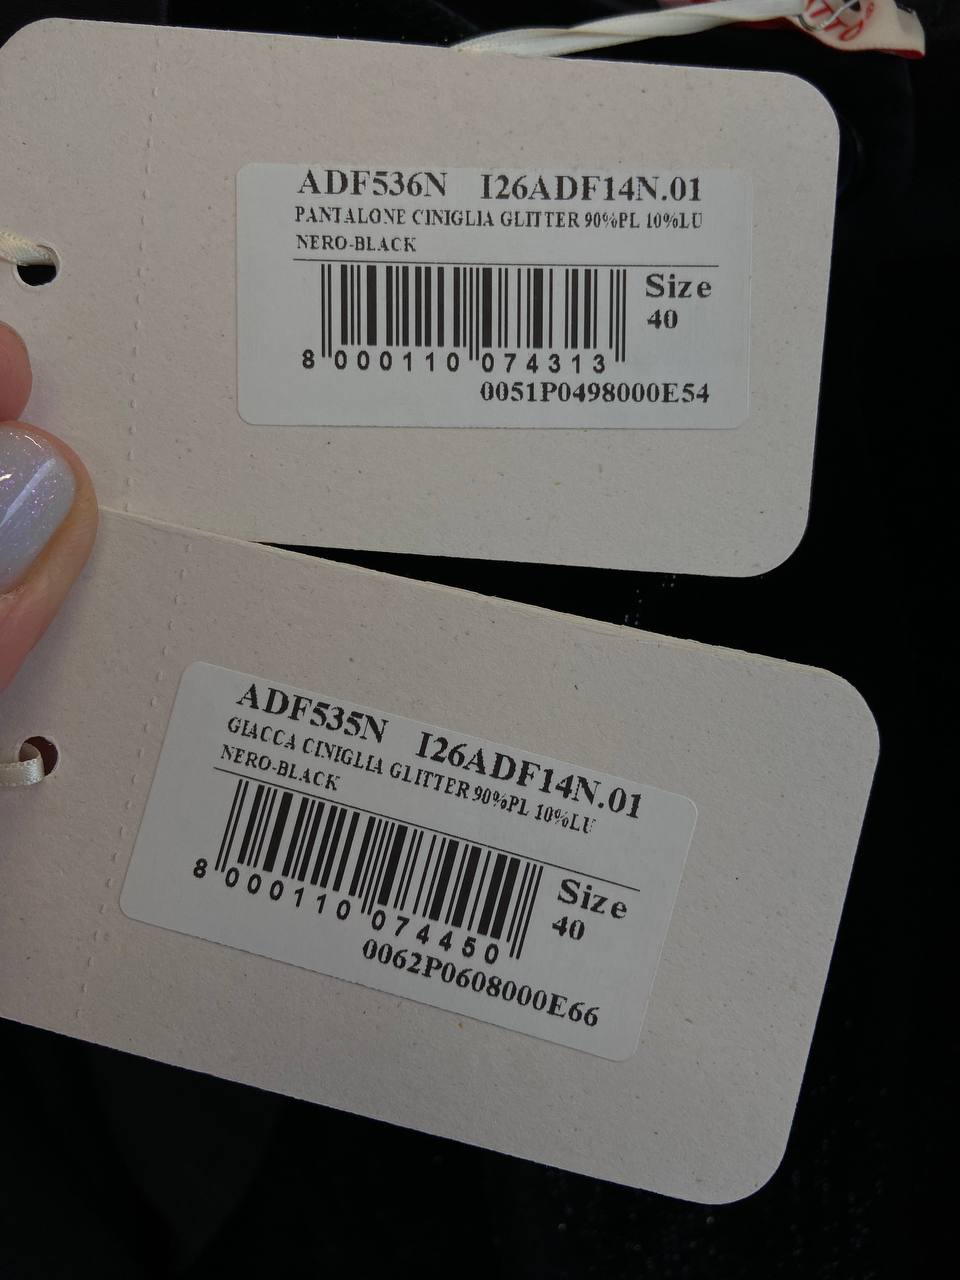 ADF536N I26ADF14N.01
PANTALONE CINIGLIA GLITTER 90%PL 10%LU
NERO-BLACK
Size
40
8 000110 074313
0051P0498000E54
ADF535N I26ADF14N.01
GIACCA CINIGLIA GLITTER 90%PL 10%LU
NERO-BLACK
Size
40
8 000110 074450
0062P0608000E66